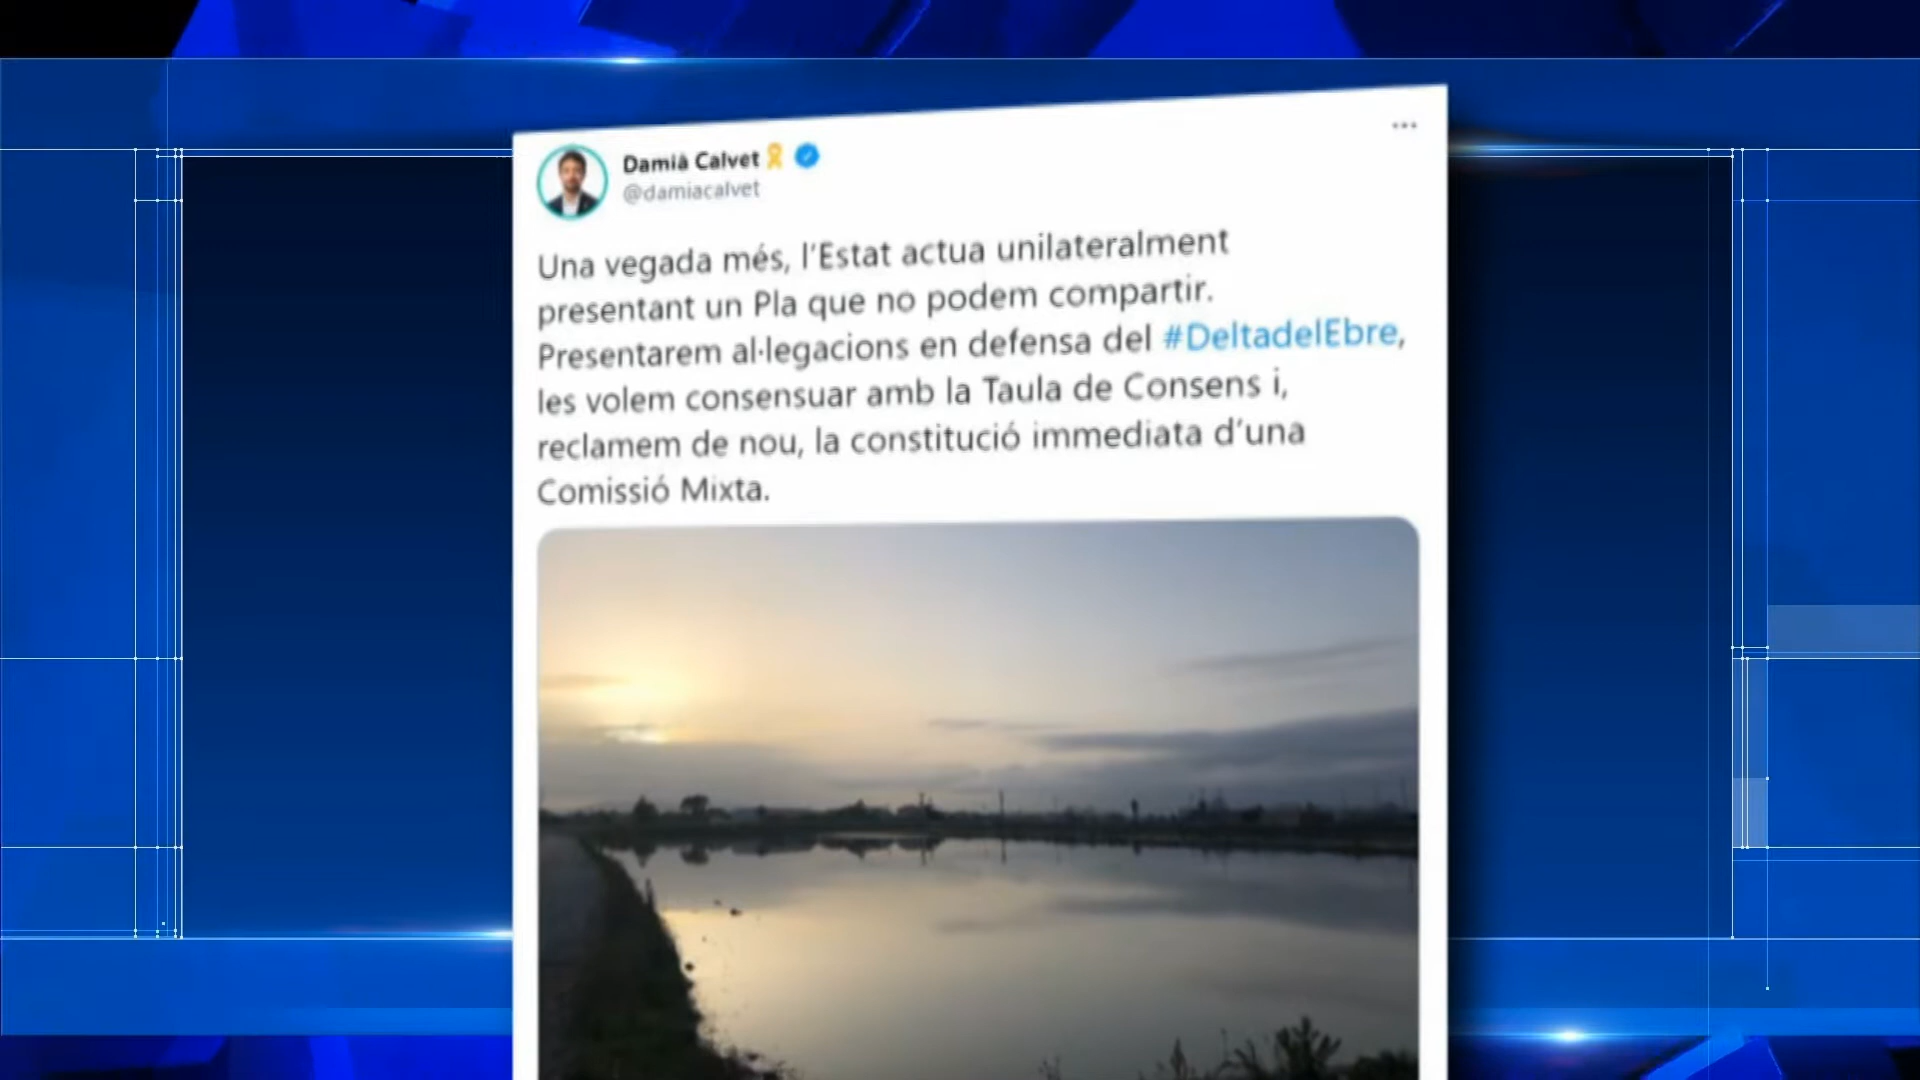 Damià Calvet
@damiacalvet
Una vegada més, l'Estat actua unilateralment
presentant un Pla que no podem compartir.
Presentarem al·legacions en defensa del #DeltadelEbre,
les volem consensuar amb la Taula de Consens i,
reclamem de nou, la constitució immediata d'una
Comissió Mixta.